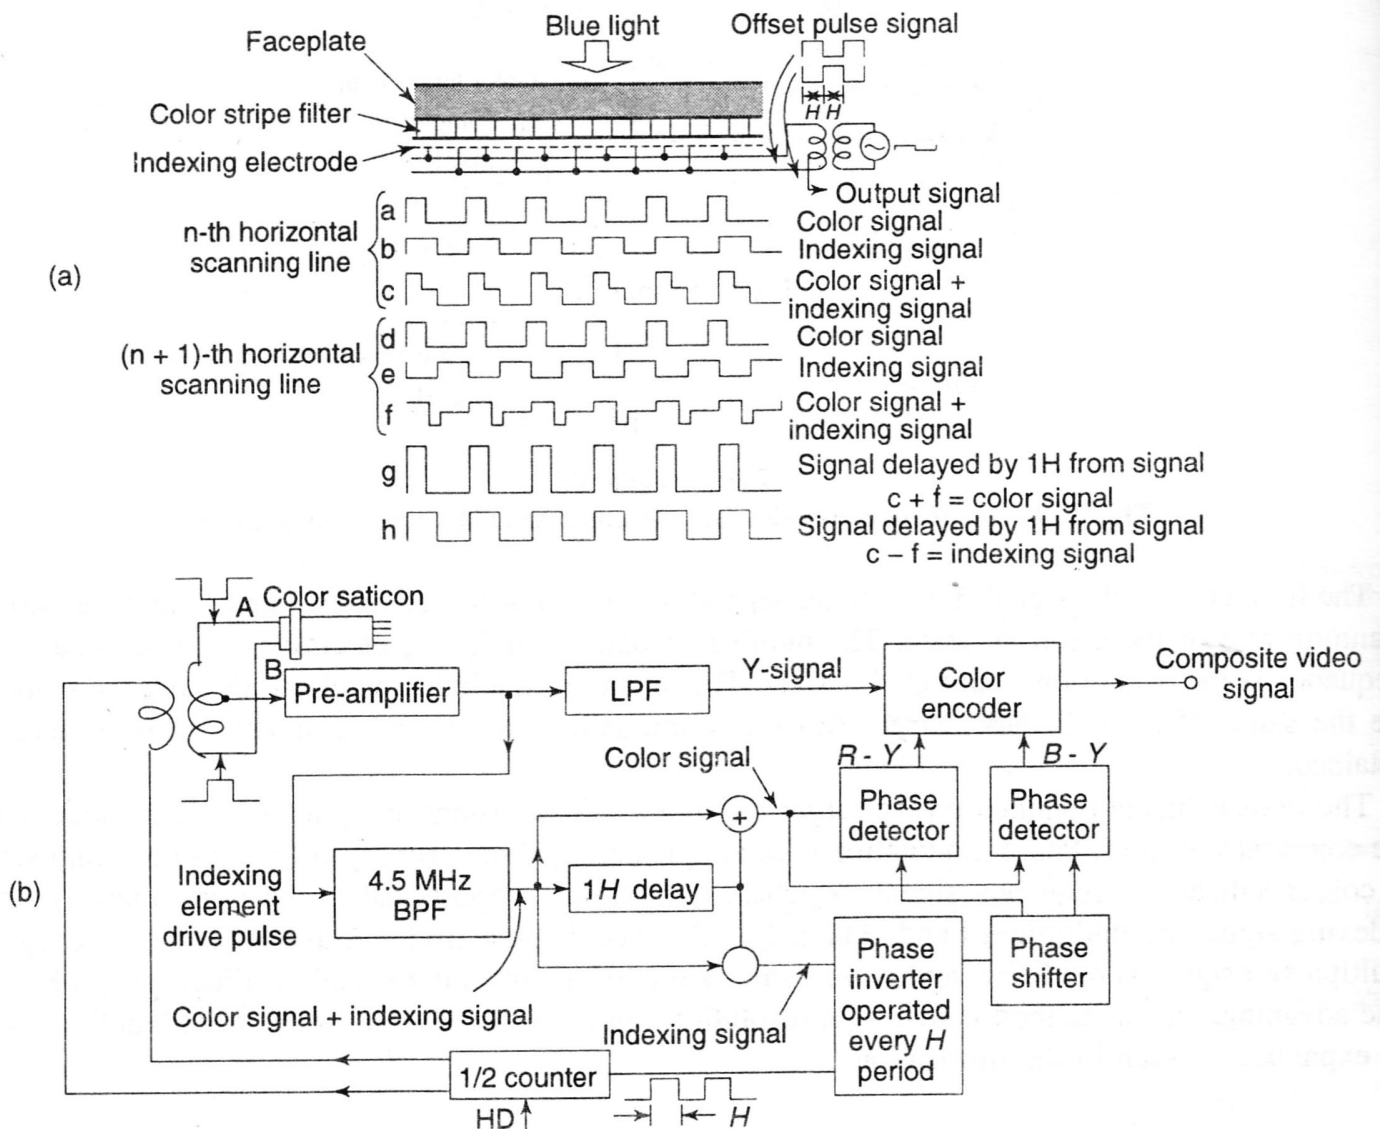 Faceplate
Blue light
Offset pulse signal
Color stripe filter
H H
Indexing electrode
Output signal
(a)
n-th horizontal
scanning line
a
Color signal
b
Indexing signal
c
Color signal +
indexing signal
(n + 1)-th horizontal
scanning line
d
Color signal
e
Indexing signal
f
Color signal +
indexing signal
g
Signal delayed by 1H from signal
c + f = color signal
h
Signal delayed by 1H from signal
c – f = indexing signal
(b)
A
Color saticon
B
Pre-amplifier
LPF
Y-signal
Color
encoder
Composite video
signal
Color signal
R - Y
B - Y
Phase
detector
Phase
detector
+
Indexing
element
drive pulse
4.5 MHz
BPF
1H delay
Phase
inverter
operated
every H
period
Phase
shifter
Color signal + indexing signal
Indexing signal
1/2 counter
HD
H